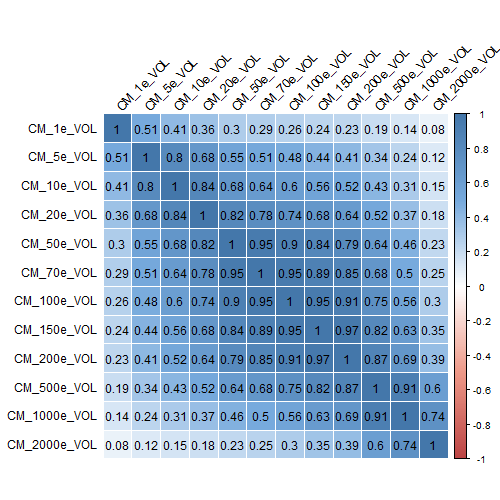 CM_1e_VOL CM_5e_VOL CM_10e_VOL CM_20e_VOL CM_50e_VOL CM_70e_VOL CM_100e_VOL CM_150e_VOL CM_200e_VOL CM_500e_VOL CM_1000e_VOL CM_2000e_VOL
CM_1e_VOL 1 0.51 0.41 0.36 0.3 0.29 0.26 0.24 0.23 0.19 0.14 0.08
CM_5e_VOL 0.51 1 0.8 0.68 0.55 0.51 0.48 0.44 0.41 0.34 0.24 0.12
CM_10e_VOL 0.41 0.8 1 0.84 0.68 0.64 0.6 0.56 0.52 0.43 0.31 0.15
CM_20e_VOL 0.36 0.68 0.84 1 0.82 0.78 0.74 0.68 0.64 0.52 0.37 0.18
CM_50e_VOL 0.3 0.55 0.68 0.82 1 0.95 0.9 0.84 0.79 0.64 0.46 0.23
CM_70e_VOL 0.29 0.51 0.64 0.78 0.95 1 0.95 0.89 0.85 0.68 0.5 0.25
CM_100e_VOL 0.26 0.48 0.6 0.74 0.9 0.95 1 0.95 0.91 0.75 0.56 0.3
CM_150e_VOL 0.24 0.44 0.56 0.68 0.84 0.89 0.95 1 0.97 0.82 0.63 0.35
CM_200e_VOL 0.23 0.41 0.52 0.64 0.79 0.85 0.91 0.97 1 0.87 0.69 0.39
CM_500e_VOL 0.19 0.34 0.43 0.52 0.64 0.68 0.75 0.82 0.87 1 0.91 0.6
CM_1000e_VOL 0.14 0.24 0.31 0.37 0.46 0.5 0.56 0.63 0.69 0.91 1 0.74
CM_2000e_VOL 0.08 0.12 0.15 0.18 0.23 0.25 0.3 0.35 0.39 0.6 0.74 1
1
0.8
0.6
0.4
0.2
0
-0.2
-0.4
-0.6
-0.8
-1